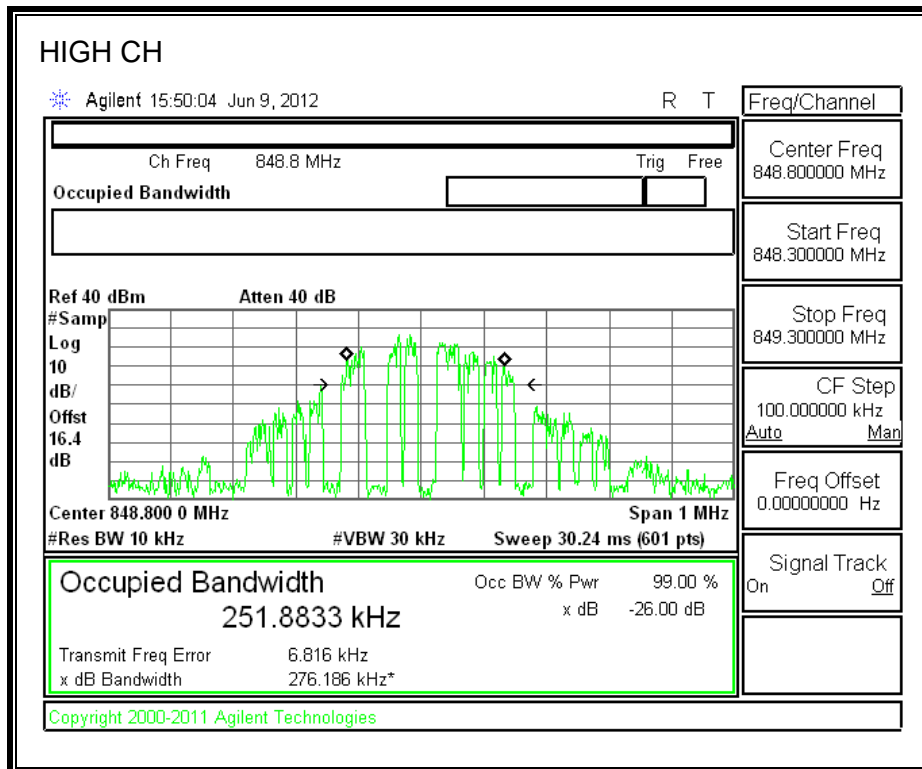 HIGH CH
Agilent 15:50:04 Jun 9, 2012 R T
Freq/Channel
Ch Freq 848.8 MHz Trig Free
Occupied Bandwidth
Center Freq
848.800000 MHz
Start Freq
848.300000 MHz
Stop Freq
849.300000 MHz
CF Step
100.000000 kHz
Auto Man
Freq Offset
0.00000000 Hz
Signal Track
On Off
Ref 40 dBm Atten 40 dB
#Samp
Log
10
dB/
Offst
16.4
dB
Center 848.800 0 MHz Span 1 MHz
#Res BW 10 kHz #VBW 30 kHz Sweep 30.24 ms (601 pts)
Occupied Bandwidth Occ BW % Pwr 99.00 %
251.8833 kHz x dB -26.00 dB
Transmit Freq Error 6.816 kHz
x dB Bandwidth 276.186 kHz*
Copyright 2000-2011 Agilent Technologies